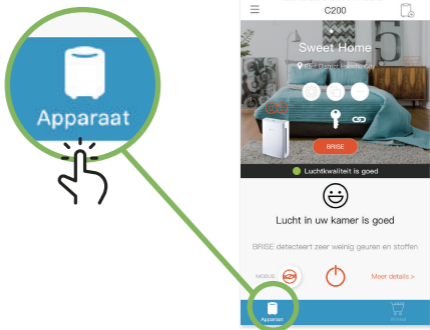 Apparaat
C200
Sweet Home
BRISE
Luchtkwaliteit is goed
Lucht in uw kamer is goed
BRISE detecteert zeer weinig geuren en stoffen
MODUS
Meer details >
Apparaat
Winkel